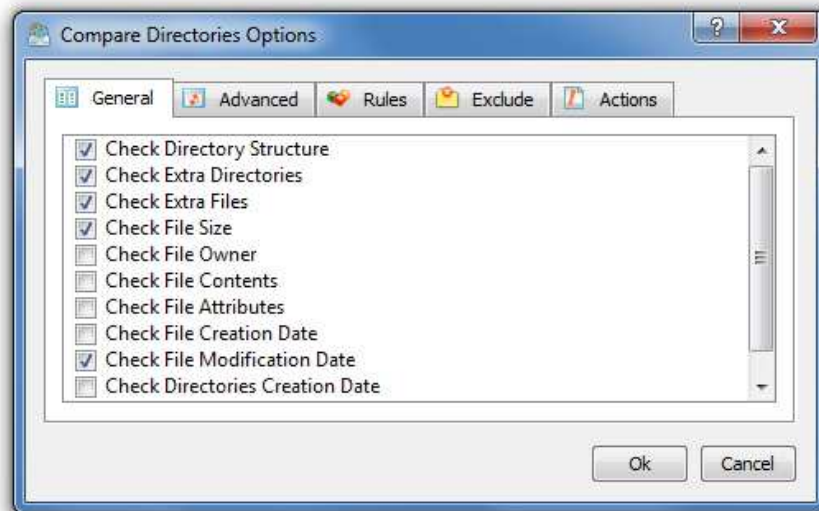 Compare Directories Options
General
Advanced
Rules
Exclude
Actions
Check Directory Structure
Check Extra Directories
Check Extra Files
Check File Size
Check File Owner
Check File Contents
Check File Attributes
Check File Creation Date
Check File Modification Date
Check Directories Creation Date
Ok
Cancel